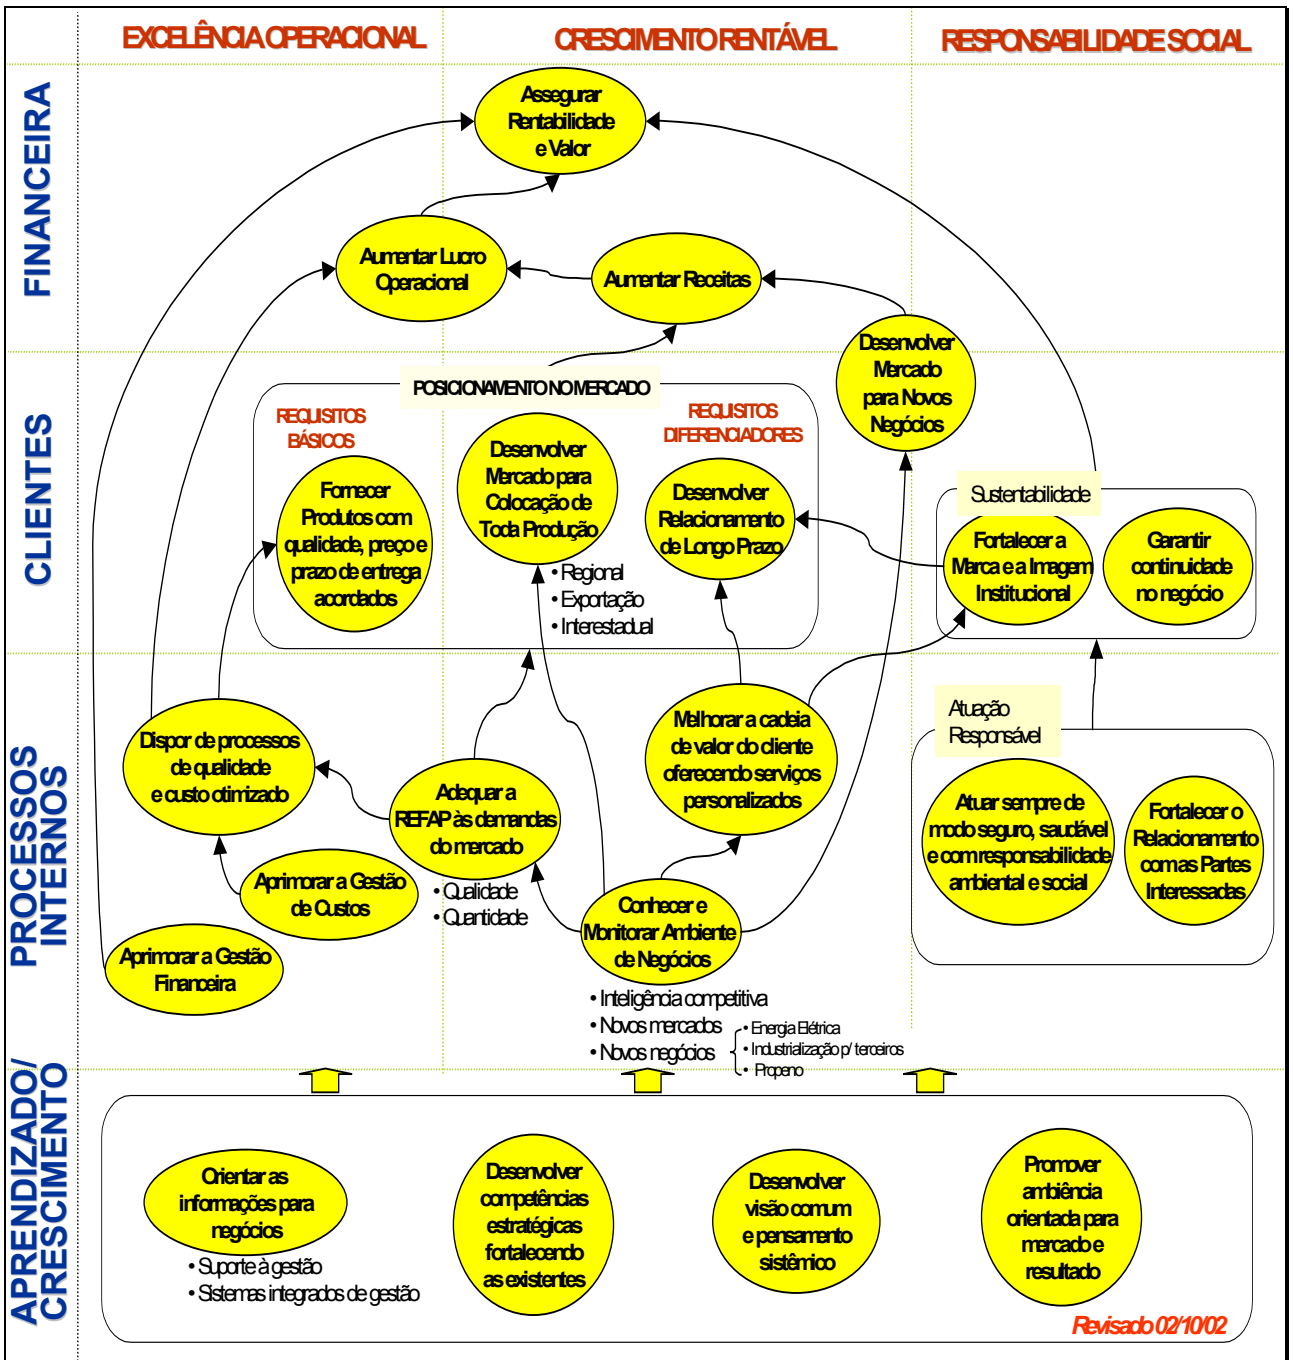 EXCELÊNCIA OPERACIONAL
CRESCIMENTO RENTÁVEL
RESPONSABILIDADE SOCIAL
FINANCEIRA
Assegurar
Rentabilidade
e Valor
Aumentar Lucro
Operacional
Aumentar Receitas
Desenvolver
Mercado
para Novos
Negócios
CLIENTES
POSICIONAMENTO NO MERCADO
REQUISITOS
BÁSICOS
REQUISITOS
DIFERENCIADORES
Fornecer
Produtos com
qualidade, preço e
prazo de entrega
acordados
Desenvolver
Mercado para
Colocação de
Toda Produção
• Regional
• Exportação
• Interestadual
Desenvolver
Relacionamento
de Longo Prazo
Sustentabilidade
Fortalecer a
Marca e a Imagem
Institucional
Garantir
continuidade
no negócio
PROCESSOS
INTERNOS
Dispor de processos
de qualidade
e custo otimizado
Adequar a
REFAP às demandas
do mercado
• Qualidade
• Quantidade
Melhorar a cadeia
de valor do cliente
oferecendo serviços
personalizados
Atuação
Responsável
Atuar sempre de
modo seguro, saudável
e com responsabilidade
ambiental e social
Fortalecer o
Relacionamento
com as Partes
Interessadas
Aprimorar a Gestão
de Custos
Aprimorar a Gestão
Financeira
Conhecer e
Monitorar Ambiente
de Negócios
• Inteligência competitiva
• Novos mercados
• Novos negócios
• Energia Elétrica
• Industrialização p/ terceiros
• Propeno
APRENDIZADO/
CRESCIMENTO
Orientar as
informações para
negócios
• Suporte à gestão
• Sistemas integrados de gestão
Desenvolver
competências
estratégicas
fortalecendo
as existentes
Desenvolver
visão comum
e pensamento
sistêmico
Promover
ambiência
orientada para
mercado e
resultado
Revisado 02/10/02